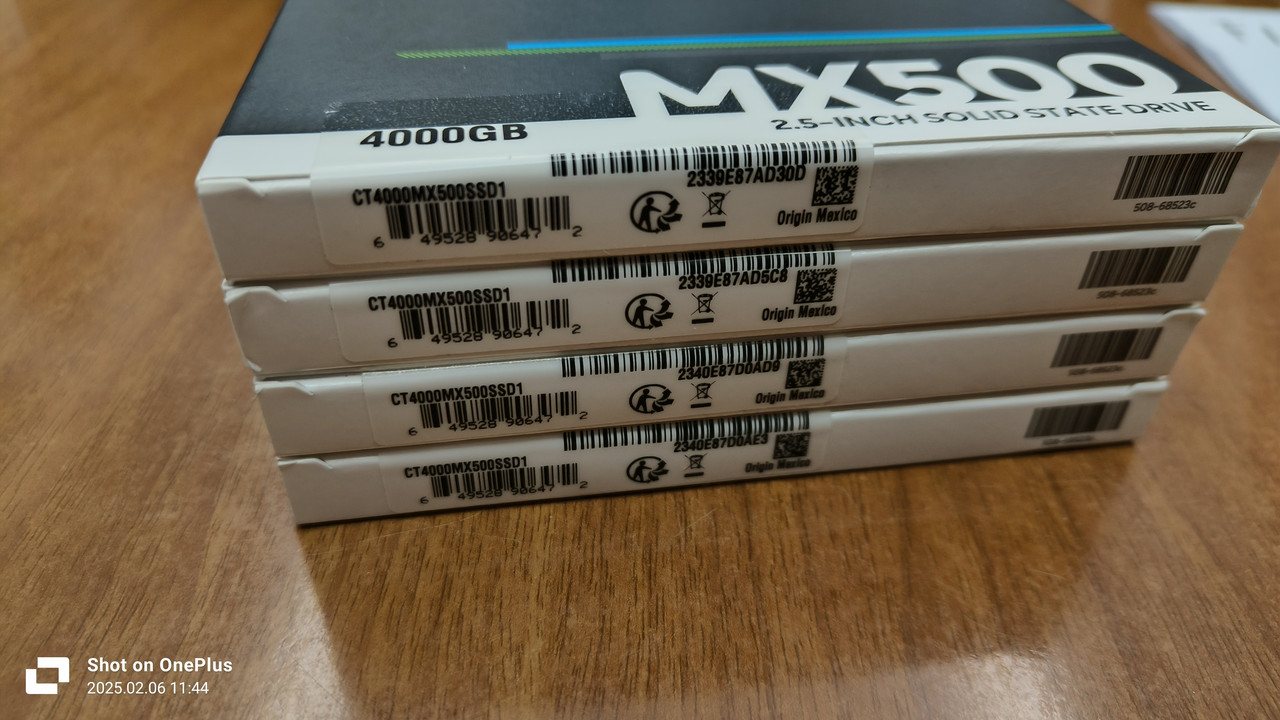 MX500
2.5-INCH SOLID STATE DRIVE
4000GB
CT4000MX500SSD1
2339E87AD30D
6 49528 90647 2
Origin Mexico
508-68523c
CT4000MX500SSD1
2339E87AD5C8
6 49528 90647 2
Origin Mexico
508-68523c
CT4000MX500SSD1
2340E87D0AD9
6 49528 90647 2
Origin Mexico
CT4000MX500SSD1
2340E87D0AE3
6 49528 90647 2
Origin Mexico
Shot on OnePlus
2025.02.06 11:44